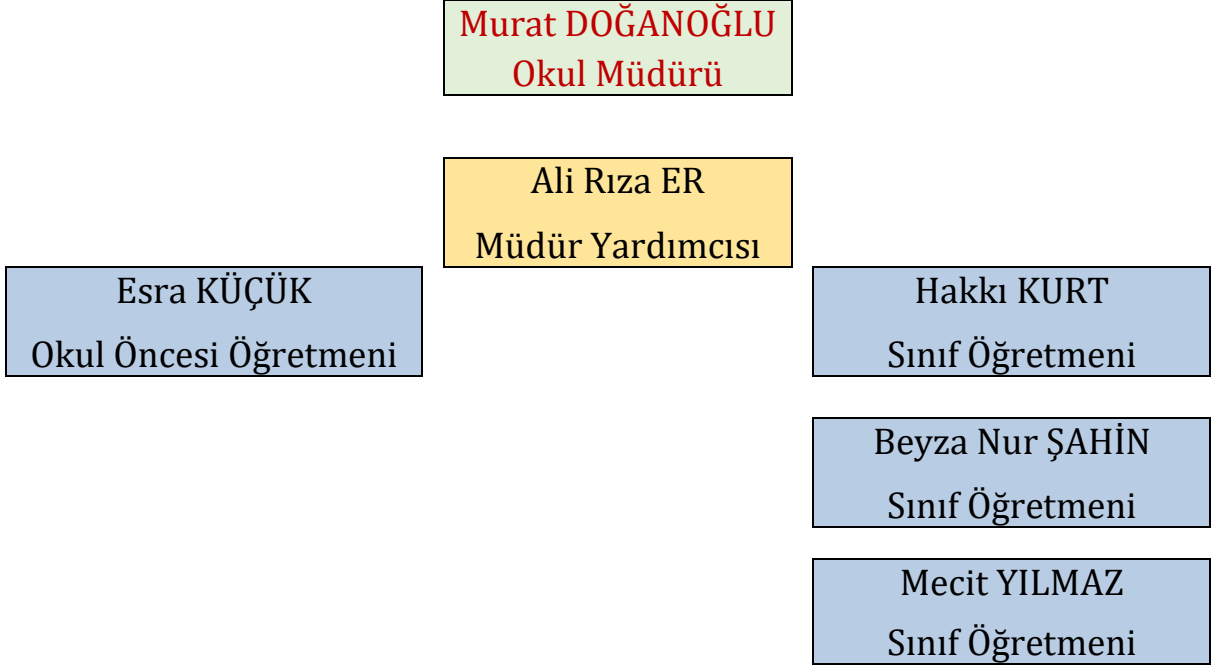 Murat DOĞANOĞLU
Okul Müdürü
Ali Rıza ER
Müdür Yardımcısı
Esra KÜÇÜK
Okul Öncesi Öğretmeni
Hakkı KURT
Sınıf Öğretmeni
Beyza Nur ŞAHİN
Sınıf Öğretmeni
Mecit YILMAZ
Sınıf Öğretmeni